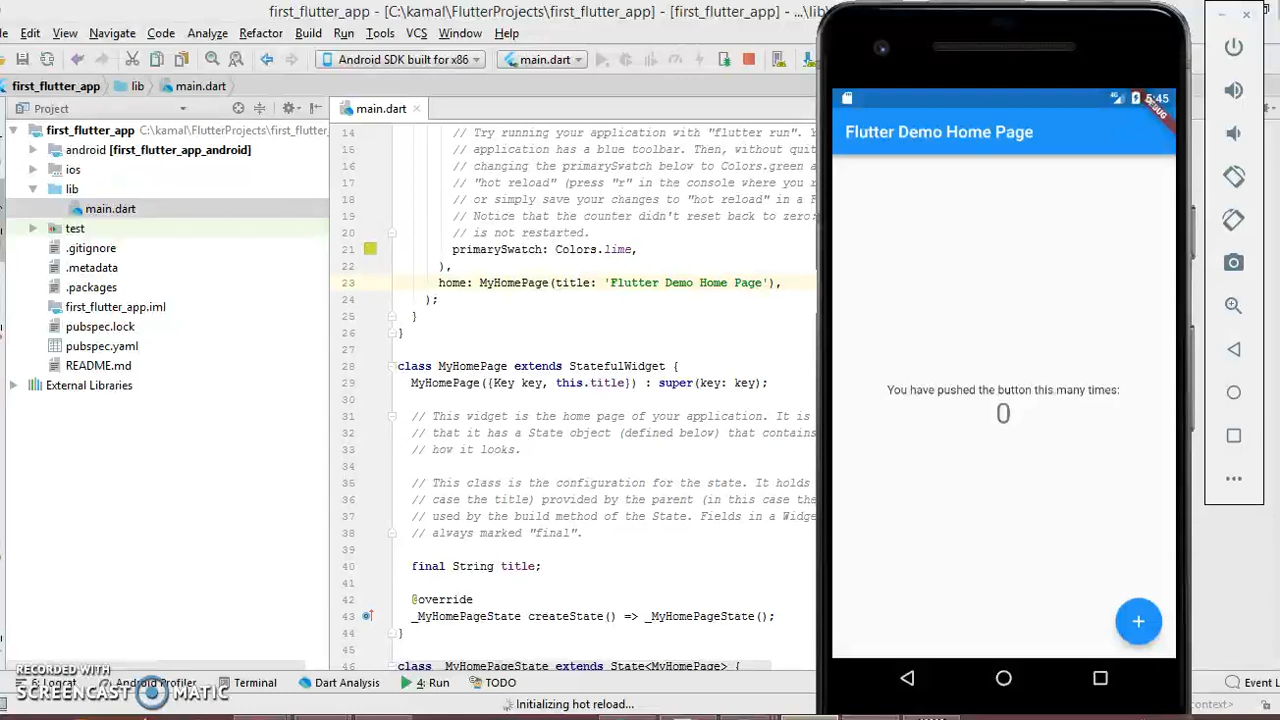 first_flutter_app - [C:\kamal\FlutterProjects\first_flutter_app] - [first_flutter_app] - ...\lib\
Edit View Navigate Code Analyze Refactor Build Run Tools VCS Window Help
Android SDK built for x86 main.dart
first_flutter_app lib main.dart
Project
main.dart
first_flutter_app C:\kamal\FlutterProjects\first_flutter_
android [first_flutter_app_android]
ios
lib
main.dart
test
.gitignore
.metadata
.packages
first_flutter_app.iml
pubspec.lock
pubspec.yaml
README.md
External Libraries
14 // Try running your application with "flutter run". Y
15 // application has a blue toolbar. Then, without quit
16 // changing the primarySwatch below to Colors.green a
17 // "hot reload" (press "r" in the console where you r
18 // or simply save your changes to "hot reload" in a F
19 // Notice that the counter didn't reset back to zero;
20 // is not restarted.
21 primarySwatch: Colors.lime,
22 ),
23 home: MyHomePage(title: 'Flutter Demo Home Page'),
24 );
25 }
26 }
27
28 class MyHomePage extends StatefulWidget {
29 MyHomePage({Key key, this.title}) : super(key: key);
30
31 // This widget is the home page of your application. It is
32 // that it has a State object (defined below) that contains
33 // how it looks.
34
35 // This class is the configuration for the state. It holds
36 // case the title) provided by the parent (in this case the
37 // used by the build method of the State. Fields in a Widg
38 // always marked "final".
39
40 final String title;
41
42 @override
43 _MyHomePageState createState() => _MyHomePageState();
44 }
46 class _MyHomePageState extends State<MyHomePage> {
4G 5:45
DEBUG
Flutter Demo Home Page
You have pushed the button this many times:
0
+
6: Logcat Android Profiler Terminal Dart Analysis 4: Run TODO Event L
Initializing hot reload... context>
RECORDED WITH
SCREENCAST MATIC